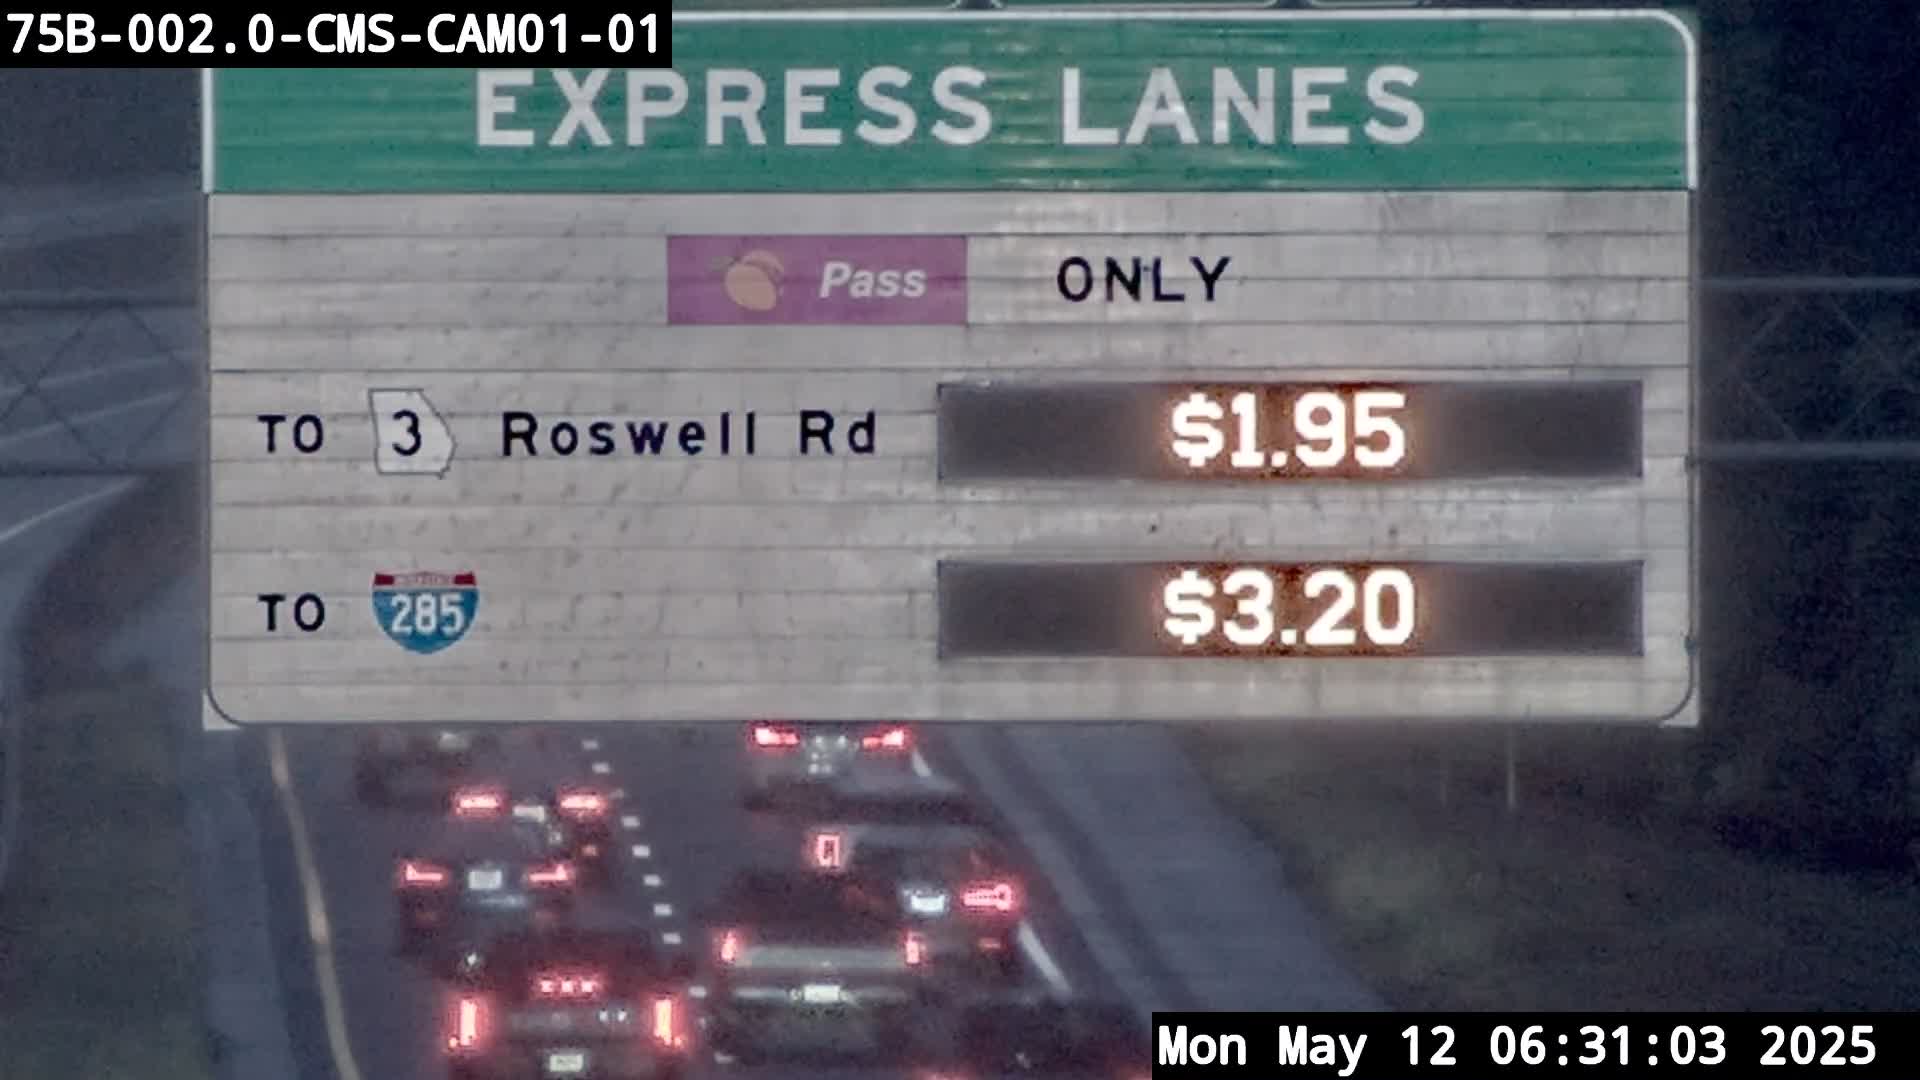 75B-002.0-CMS-CAM01-01
EXPRESS LANES
Pass ONLY
TO 3 Roswell Rd $1.95
TO 285 $3.20
Mon May 12 06:31:03 2025